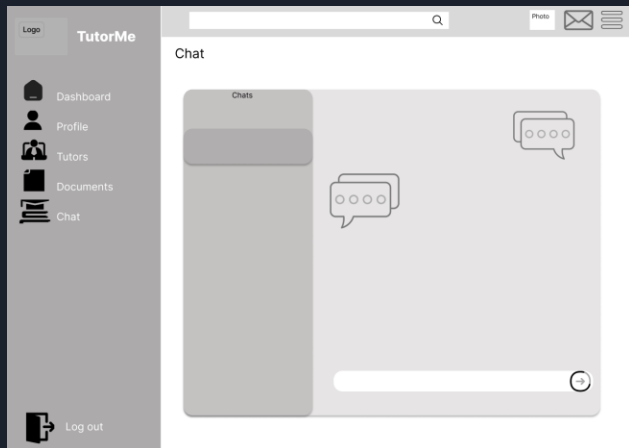 Logo
TutorMe
Photo
Chat
Dashboard
Profile
Tutors
Documents
Chat
Log out
Chats